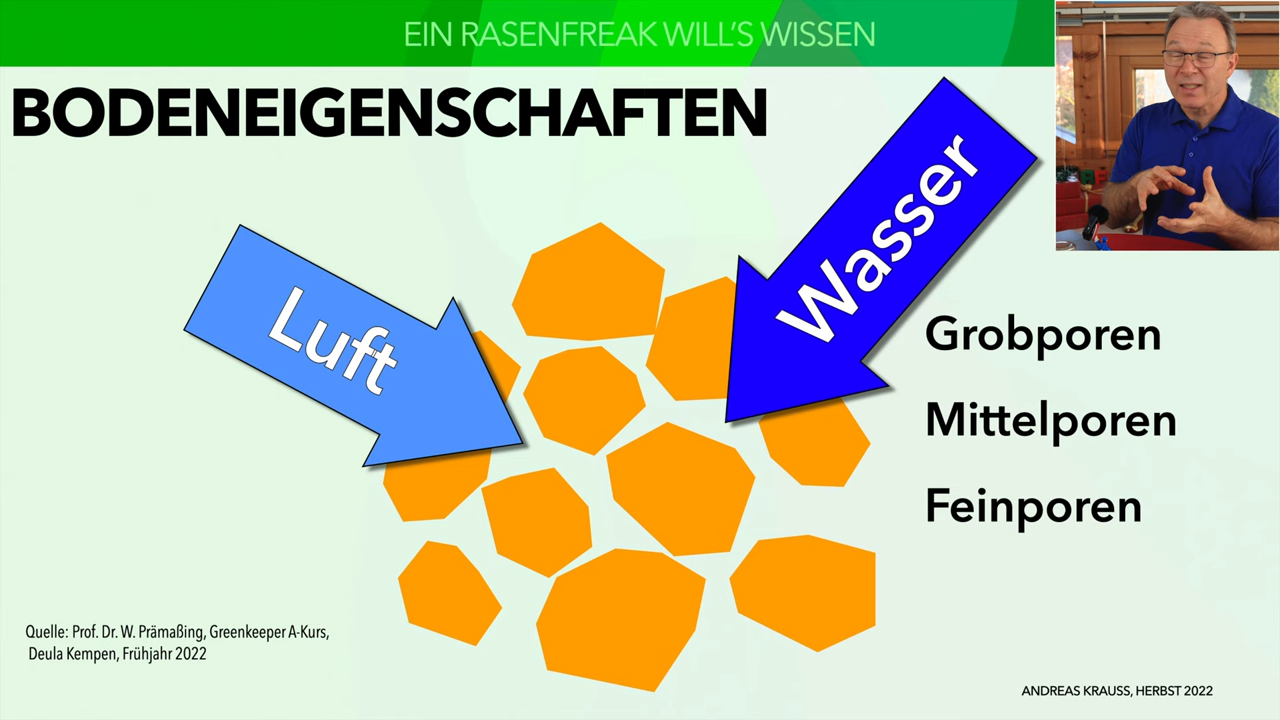 EIN RASENFREAK WILL'S WISSEN
BODENEIGENSCHAFTEN
Luft
Wasser
Grobporen
Mittelporen
Feinporen
Quelle: Prof. Dr. W. Prämaßing, Greenkeeper A-Kurs,
Deula Kempen, Frühjahr 2022
ANDREAS KRAUSS, HERBST 2022